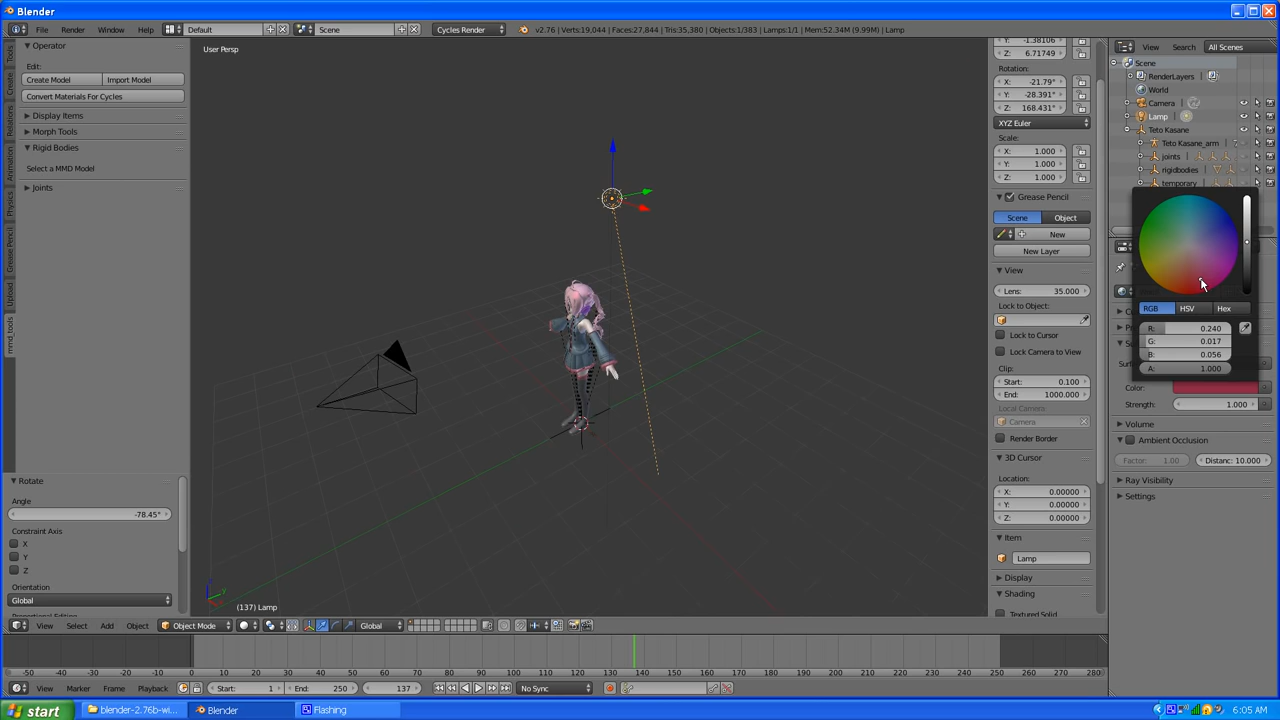 Blender
File Render Window Help Default Scene Cycles Render v2.76 | Verts:19,044 | Faces:27,844 | Tris:35,380 | Objects:1/383 | Lamps:1/1 | Mem:52.34M (9.99M) | Lamp
Tools
Create
Relations
Animation
Physics
Grease Pencil
Upload
mmd_tools
Operator
Edit:
Create Model Import Model
Convert Materials For Cycles
Display Items
Morph Tools
Rigid Bodies
Select a MMD Model
Joints
Rotate
Angle
-78.45°
Constraint Axis
X
Y
Z
Orientation
Global
User Persp
(137) Lamp
Y: -1.38106
Z: 6.71749
Rotation:
X: -21.79°
Y: -28.391°
Z: 168.431°
XYZ Euler
Scale:
X: 1.000
Y: 1.000
Z: 1.000
Grease Pencil
Scene Object
New
New Layer
View
Lens: 35.000
Lock to Object:
Lock to Cursor
Lock Camera to View
Clip:
Start: 0.100
End: 1000.000
Local Camera:
Camera
Render Border
3D Cursor
Location:
X: 0.00000
Y: 0.00000
Z: 0.00000
Item
Lamp
Display
Shading
Textured Solid
View Search All Scenes
Scene
RenderLayers
World
Camera
Lamp
Teto Kasane
Teto Kasane_arm
joints
rigidbodies
temporary
RGB HSV Hex
R: 0.240
G: 0.017
B: 0.056
A: 1.000
Color:
Strength: 1.000
Volume
Ambient Occlusion
Factor: 1.00 Distanc: 10.000
Ray Visibility
Settings
View Select Add Object Object Mode Global
-50 -40 -30 -20 -10 0 10 20 30 40 50 60 70 80 90 100 110 120 130 140 150 160 170 180 190 200 210 220 230 240 250 260 270 280
View Marker Frame Playback Start: 1 End: 250 137 No Sync
start blender-2.76b-wi... Blender Flashing 6:05 AM